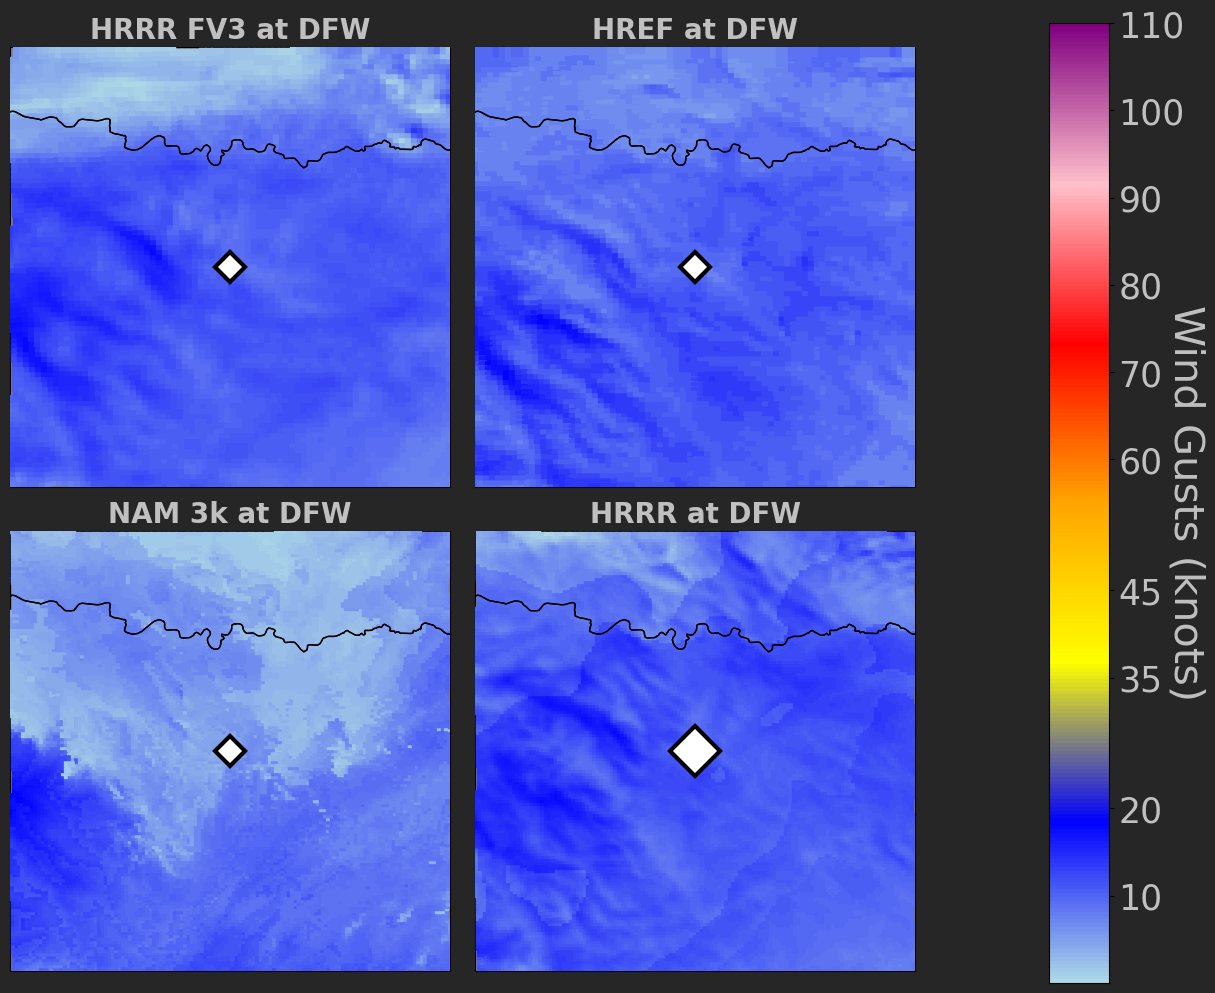 HRRR FV3 at DFW
HREF at DFW
NAM 3k at DFW
HRRR at DFW
110
100
90
80
70
60
45
35
20
10
Wind Gusts (knots)